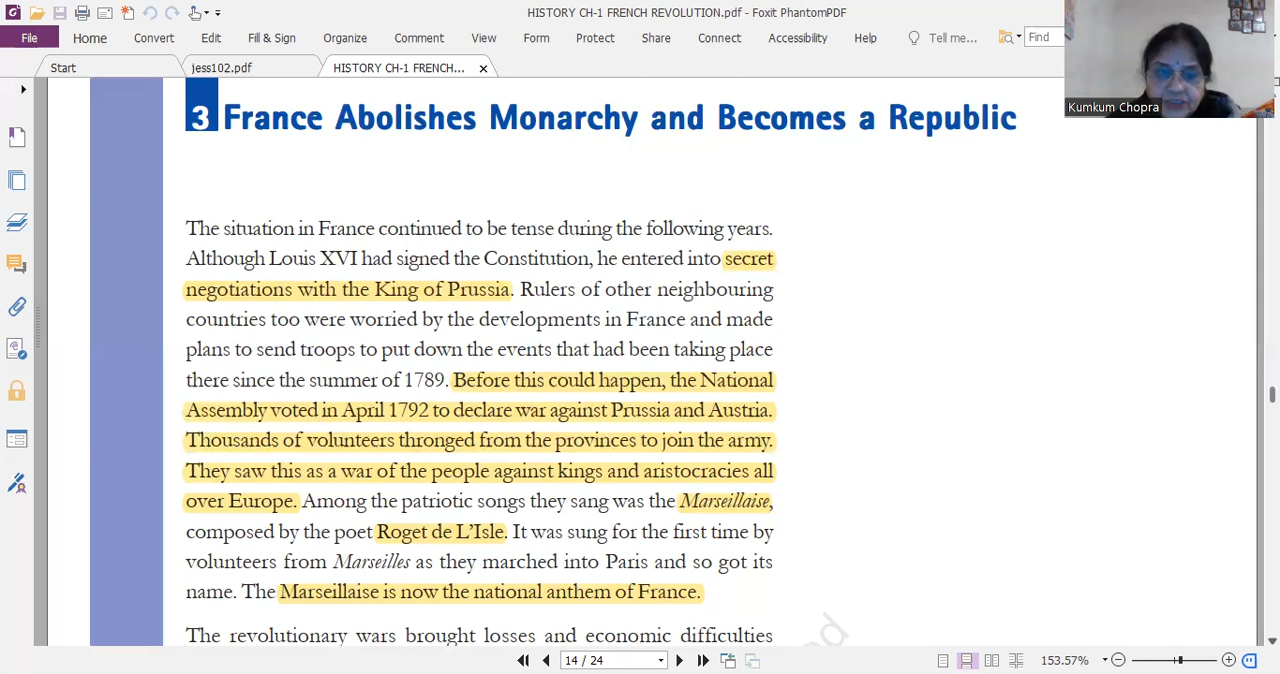 HISTORY CH-1 FRENCH REVOLUTION.pdf - Foxit PhantomPDF
File Home Convert Edit Fill & Sign Organize Comment View Form Protect Share Connect Accessibility Help Tell me... Find
Start jess102.pdf HISTORY CH-1 FRENCH... ×
Kumkum Chopra
3 France Abolishes Monarchy and Becomes a Republic
The situation in France continued to be tense during the following years.
Although Louis XVI had signed the Constitution, he entered into secret
negotiations with the King of Prussia. Rulers of other neighbouring
countries too were worried by the developments in France and made
plans to send troops to put down the events that had been taking place
there since the summer of 1789. Before this could happen, the National
Assembly voted in April 1792 to declare war against Prussia and Austria.
Thousands of volunteers thronged from the provinces to join the army.
They saw this as a war of the people against kings and aristocracies all
over Europe. Among the patriotic songs they sang was the Marseillaise,
composed by the poet Roget de L'Isle. It was sung for the first time by
volunteers from Marseilles as they marched into Paris and so got its
name. The Marseillaise is now the national anthem of France.
The revolutionary wars brought losses and economic difficulties
14 / 24
153.57%